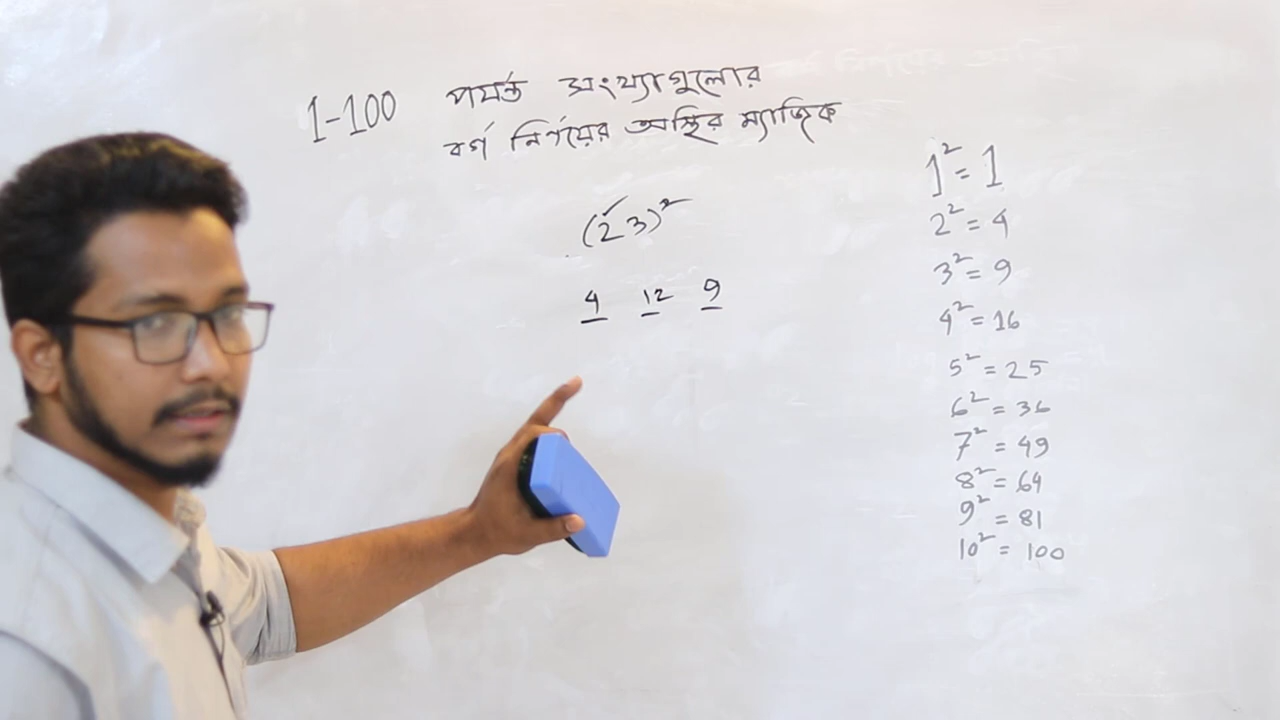 1-100 পর্যন্ত সংখ্যাগুলোর
বর্গ নির্ণয়ের অস্থির ম্যাজিক
(23)²
4 12 9
1² = 1
2² = 4
3² = 9
4² = 16
5² = 25
6² = 36
7² = 49
8² = 64
9² = 81
10² = 100